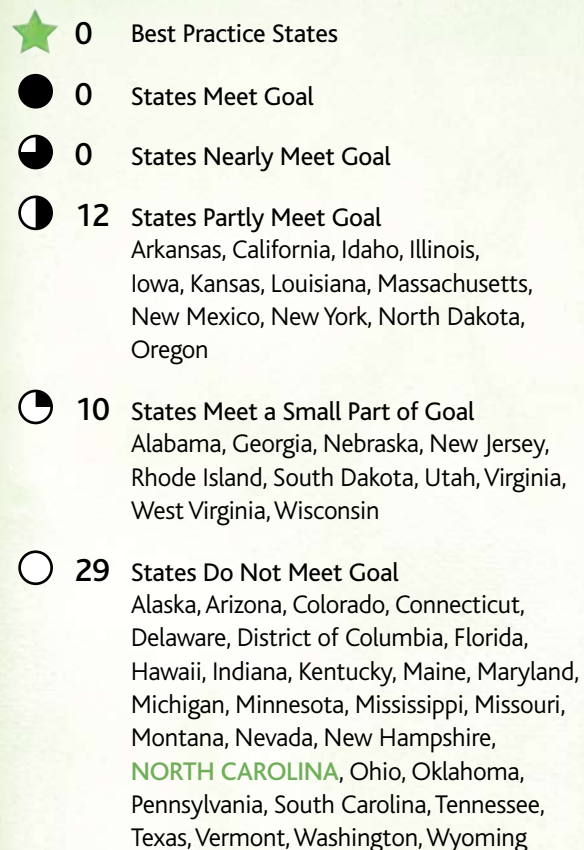 0 Best Practice States
0 States Meet Goal
0 States Nearly Meet Goal
12 States Partly Meet Goal
Arkansas, California, Idaho, Illinois,
Iowa, Kansas, Louisiana, Massachusetts,
New Mexico, New York, North Dakota,
Oregon
10 States Meet a Small Part of Goal
Alabama, Georgia, Nebraska, New Jersey,
Rhode Island, South Dakota, Utah, Virginia,
West Virginia, Wisconsin
29 States Do Not Meet Goal
Alaska, Arizona, Colorado, Connecticut,
Delaware, District of Columbia, Florida,
Hawaii, Indiana, Kentucky, Maine, Maryland,
Michigan, Minnesota, Mississippi, Missouri,
Montana, Nevada, New Hampshire,
NORTH CAROLINA, Ohio, Oklahoma,
Pennsylvania, South Carolina, Tennessee,
Texas, Vermont, Washington, Wyoming